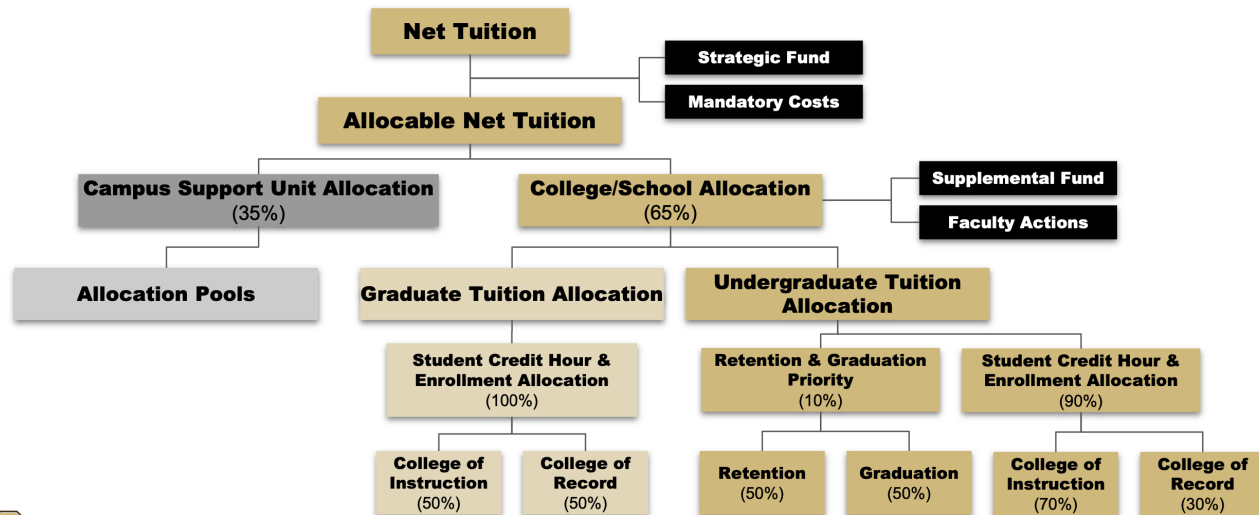 Net Tuition
Strategic Fund
Mandatory Costs
Allocable Net Tuition
Campus Support Unit Allocation
(35%)
College/School Allocation
(65%)
Supplemental Fund
Faculty Actions
Allocation Pools
Graduate Tuition Allocation
Undergraduate Tuition
Allocation
Student Credit Hour &
Enrollment Allocation
(100%)
Retention & Graduation
Priority
(10%)
Student Credit Hour &
Enrollment Allocation
(90%)
College of
Instruction
(50%)
College of
Record
(50%)
Retention
(50%)
Graduation
(50%)
College of
Instruction
(70%)
College of
Record
(30%)